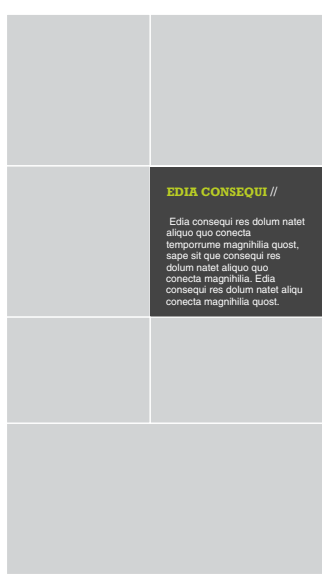 EDIA CONSEQUI //
Edia consequi res dolum natet
aliquo quo conecta
temporrume magnihilia quost,
sape sit que consequi res
dolum natet aliquo quo
conecta magnihilia. Edia
consequi res dolum natet aliqu
conecta magnihilia quost.